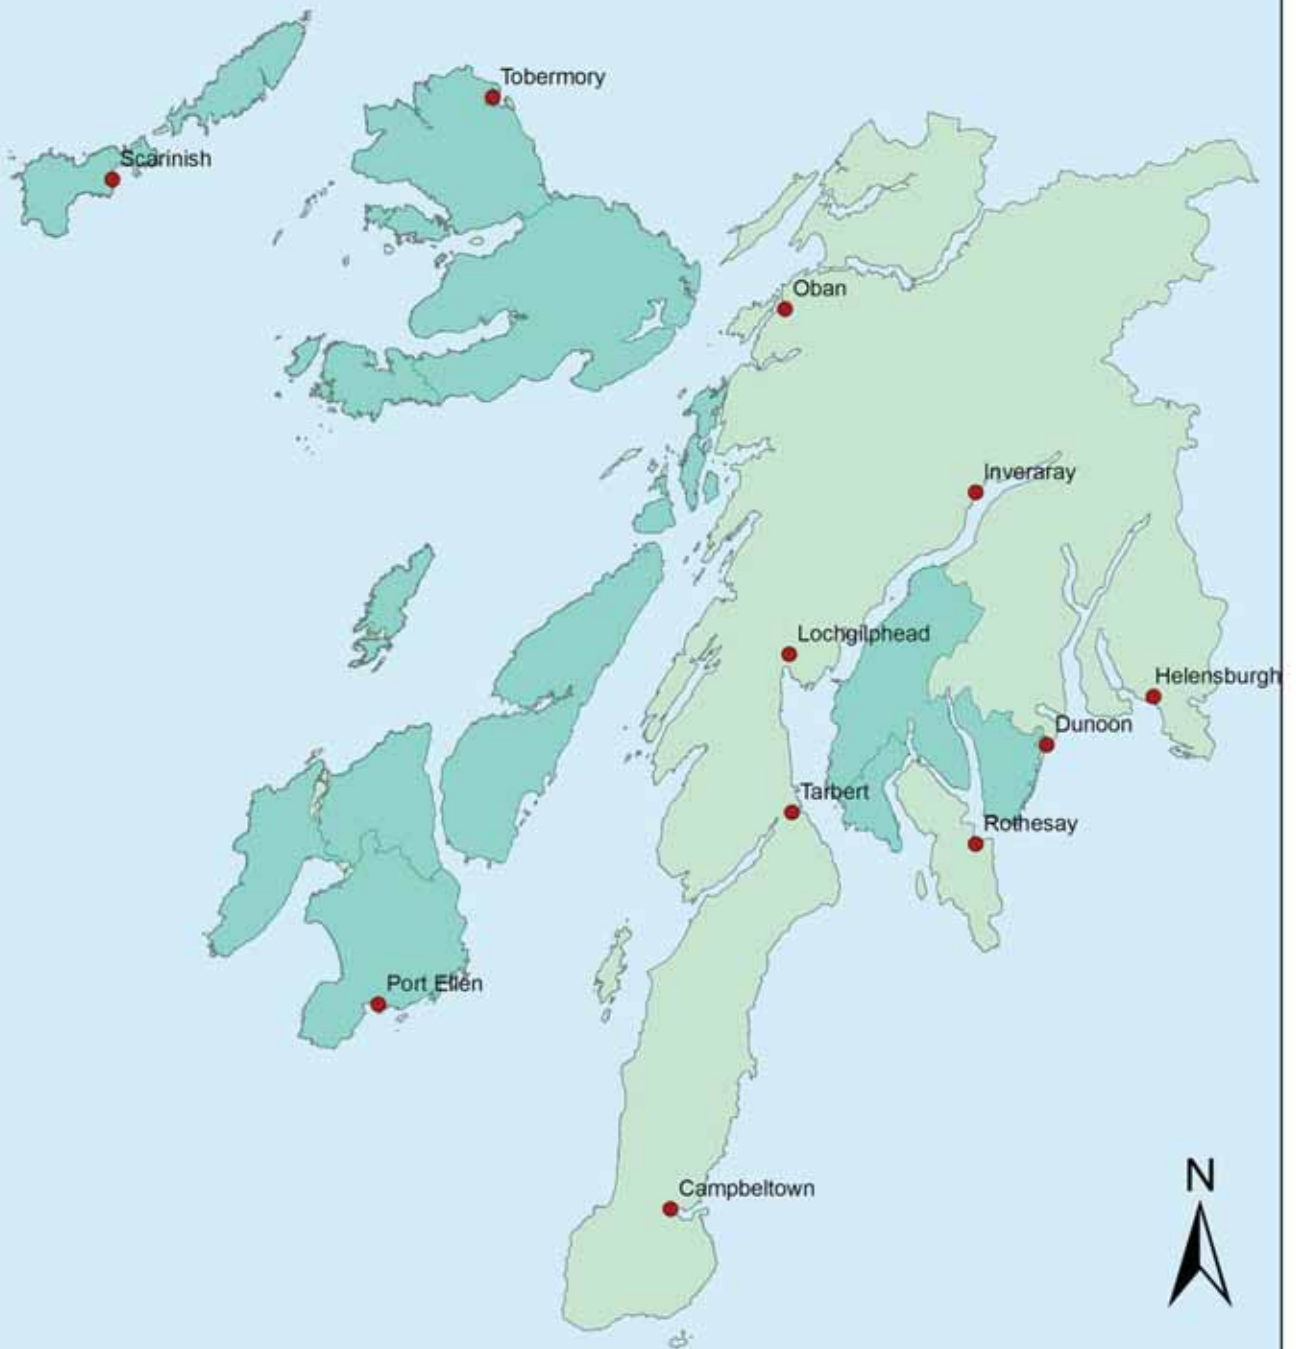 Tobermory
Scarinish
Oban
Inveraray
Lochgilphead
Helensburgh
Dunoon
Tarbert
Rothesay
Port Ellen
Campbeltown
N